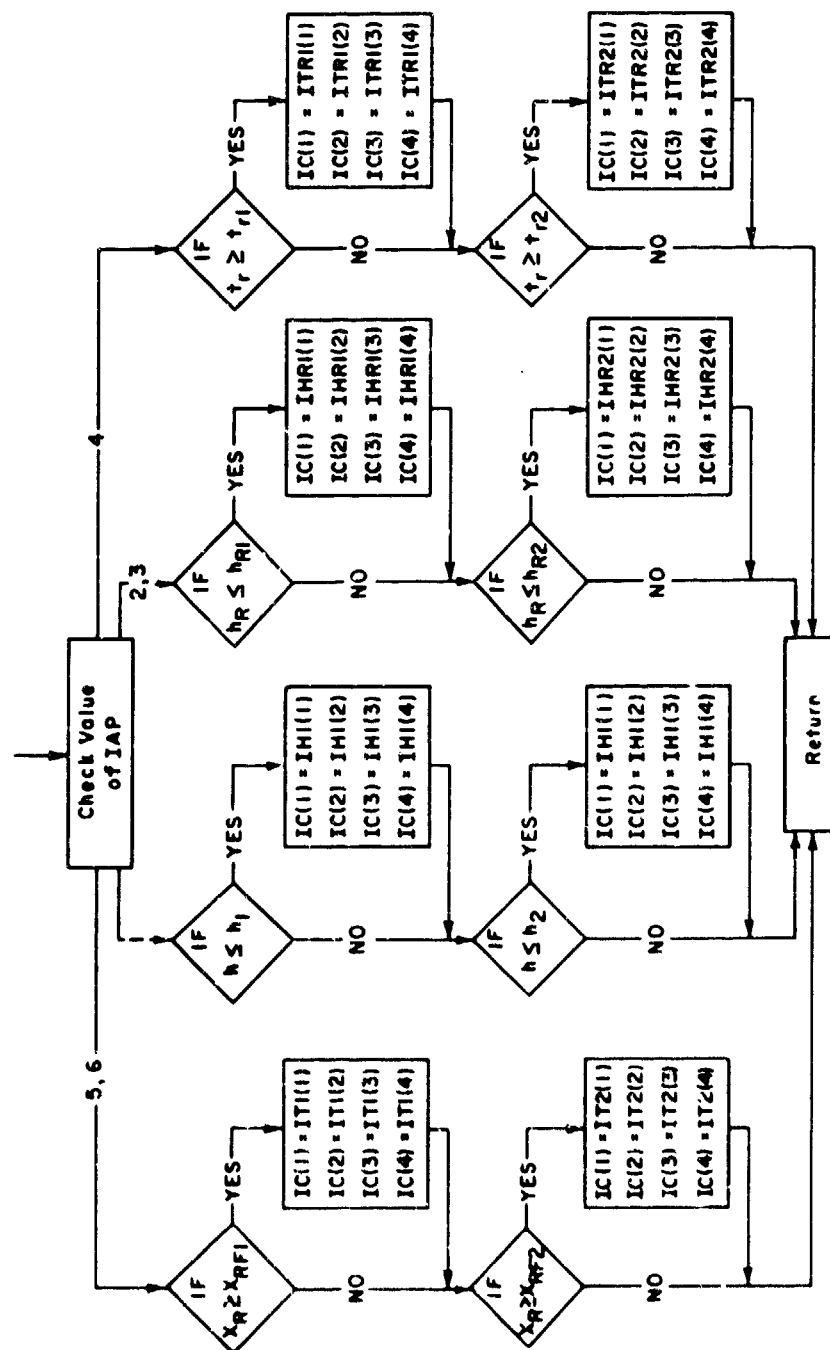 Check Value
of IAP
5,6
1
2,3
4
IF
X_R ≥ X_RF1
YES
NO
IC(1) = IT1(1)
IC(2) = IT1(2)
IC(3) = IT1(3)
IC(4) = IT1(4)
IF
X_R ≥ X_RF2
YES
NO
IC(1) = IT2(1)
IC(2) = IT2(2)
IC(3) = IT2(3)
IC(4) = IT2(4)
IF
h ≤ h_1
YES
NO
IC(1) = IH1(1)
IC(2) = IH1(2)
IC(3) = IH1(3)
IC(4) = IH1(4)
IF
h ≤ h_2
YES
NO
IC(1) = IH1(1)
IC(2) = IH1(2)
IC(3) = IH1(3)
IC(4) = IH1(4)
IF
h_R ≤ h_R1
YES
NO
IC(1) = IHR1(1)
IC(2) = IHR1(2)
IC(3) = IHR1(3)
IC(4) = IHR1(4)
IF
h_R ≤ h_R2
YES
NO
IC(1) = IHR2(1)
IC(2) = IHR2(2)
IC(3) = IHR2(3)
IC(4) = IHR2(4)
IF
t_r ≥ t_r1
YES
NO
IC(1) = ITR1(1)
IC(2) = ITR1(2)
IC(3) = ITR1(3)
IC(4) = ITR1(4)
IF
t_r ≥ t_r2
YES
NO
IC(1) = ITR2(1)
IC(2) = ITR2(2)
IC(3) = ITR2(3)
IC(4) = ITR2(4)
Return